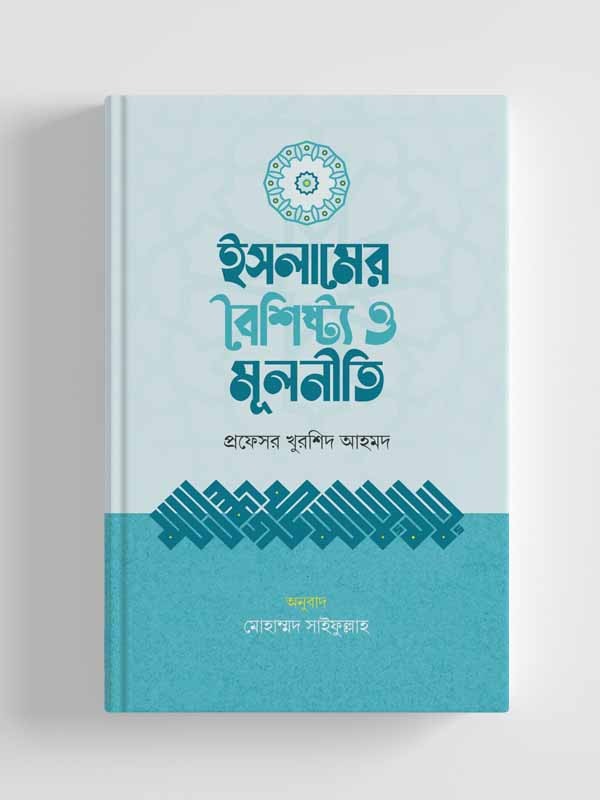 ইসলামের
বৈশিষ্ট্য ও
মূলনীতি
প্রফেসর খুরশিদ আহমদ
অনুবাদ
মোহাম্মদ সাইফুল্লাহ